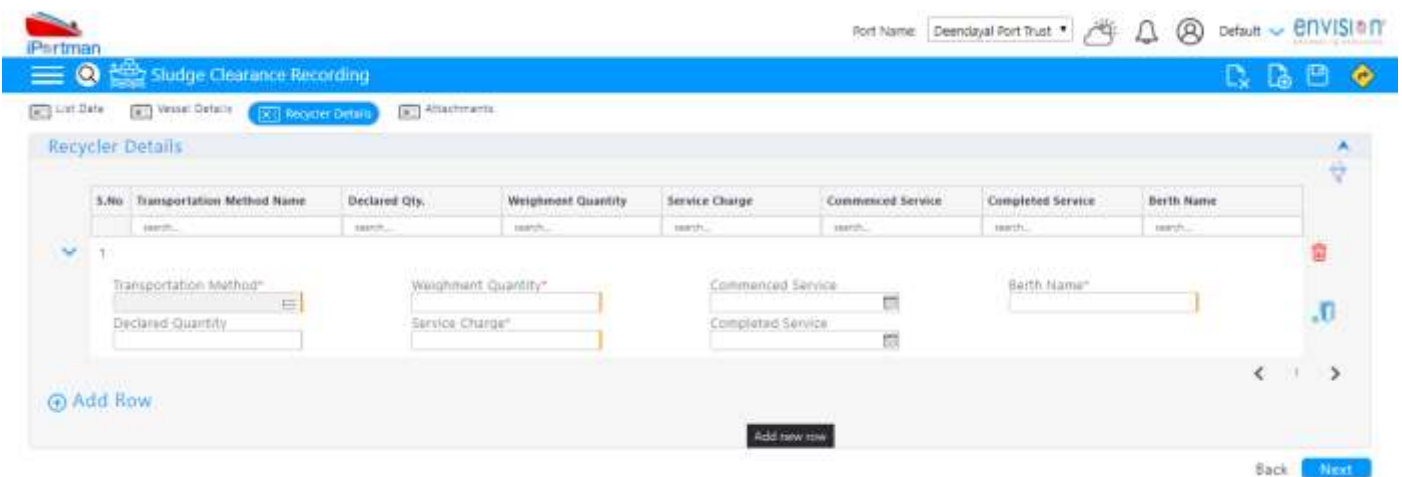 Port Name: Deendayal Port Trust Default envision
iPortman
Sludge Clearance Recording
List Data Vessel Details Recycler Details Attachments
Recycler Details
S.No Transportation Method Name Declared Qty. Weighment Quantity Service Charge Commenced Service Completed Service Berth Name
search... search... search... search... search... search... search...
1
Transportation Method* Weighment Quantity* Commenced Service Berth Name*
Declared Quantity Service Charge* Completed Service
1
Add Row
Add new row
Back Next